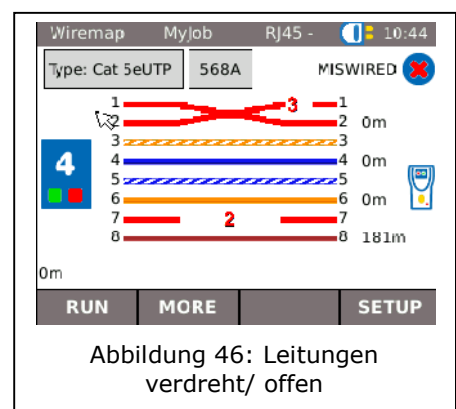 Wiremap MyJob RJ45 - 10:44
Type: Cat 5eUTP 568A MISWIRED
1 3 1
2 2 0m
3 3
4 4 4 0m
5 5
6 6 0m
7 2 7
8 8 181m
0m
RUN MORE SETUP
Abbildung 46: Leitungen
verdreht/ offen